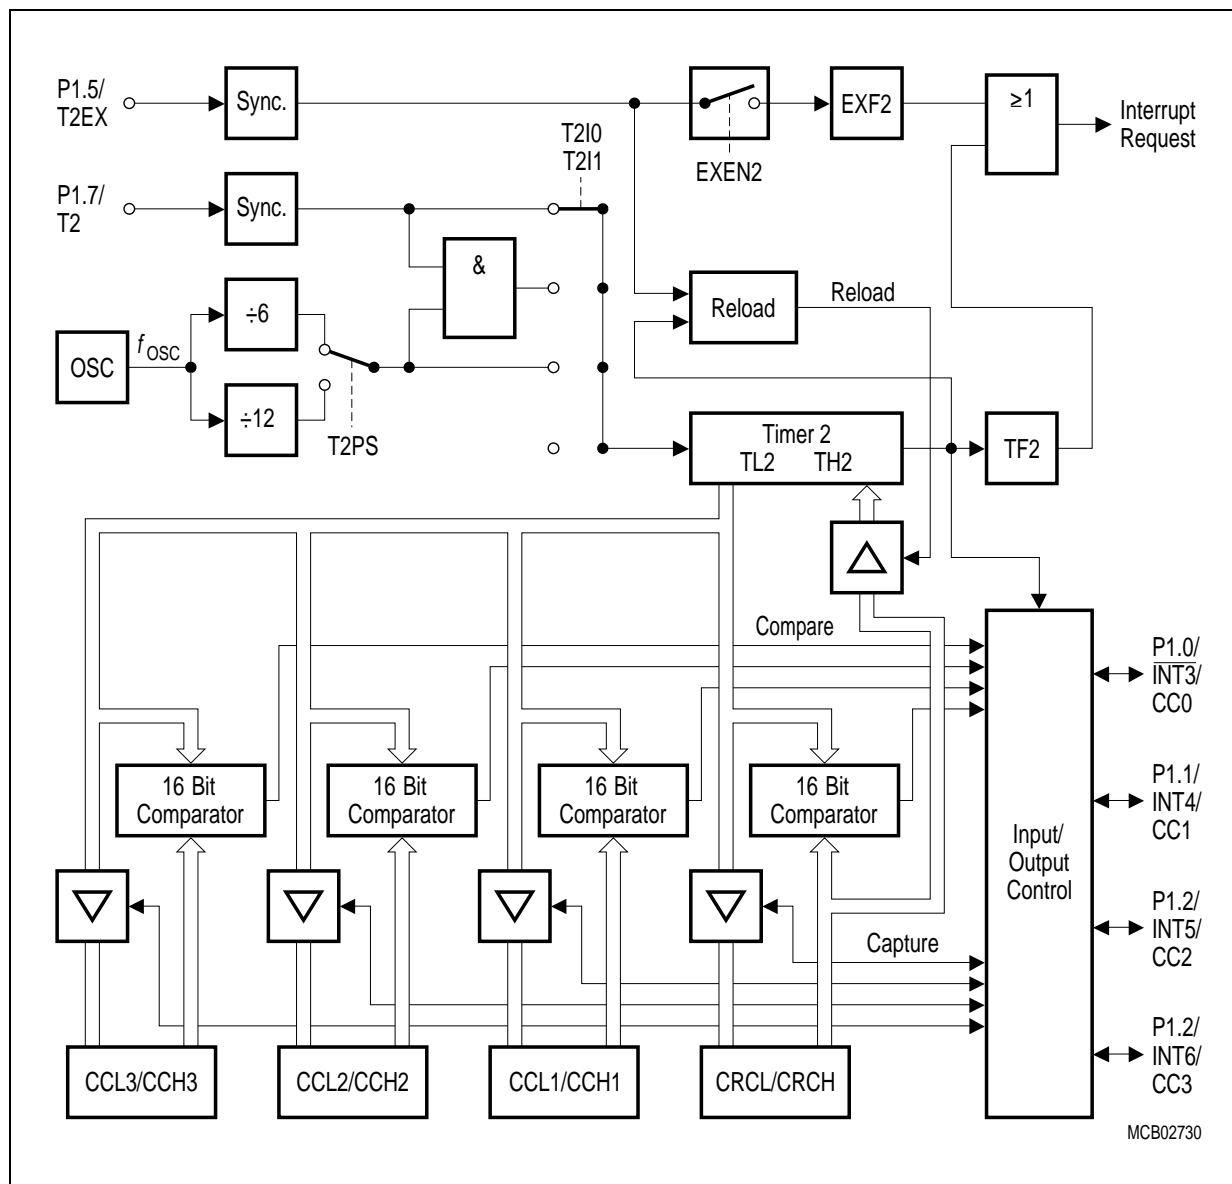 P1.5/
T2EX
Sync.
EXEN2
EXF2
≥1
Interrupt
Request
P1.7/
T2
Sync.
T2I0
T2I1
&
÷6
OSC
fOSC
÷12
T2PS
Reload
Reload
Timer 2
TL2 TH2
TF2
Compare
16 Bit
Comparator
16 Bit
Comparator
16 Bit
Comparator
16 Bit
Comparator
Capture
Input/
Output
Control
P1.0/
INT3/
CC0
P1.1/
INT4/
CC1
P1.2/
INT5/
CC2
P1.2/
INT6/
CC3
CCL3/CCH3
CCL2/CCH2
CCL1/CCH1
CRCL/CRCH
MCB02730